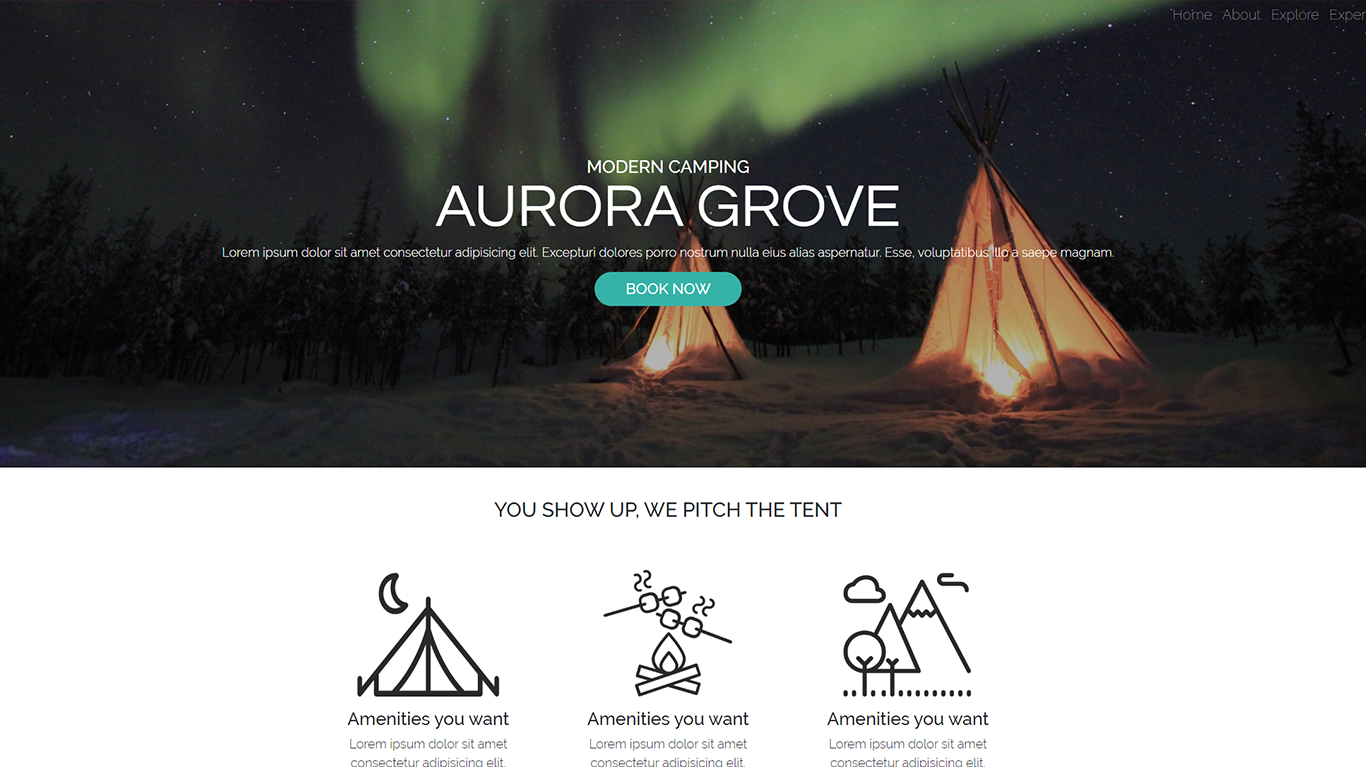 Home About Explore Exper
MODERN CAMPING
AURORA GROVE
Lorem ipsum dolor sit amet consectetur adipisicing elit. Excepturi dolores porro nostrum nulla eius alias aspernatur. Esse, voluptatibus illo a saepe magnam.
BOOK NOW
YOU SHOW UP, WE PITCH THE TENT
Amenities you want
Lorem ipsum dolor sit amet
consectetur adipisicing elit.
Amenities you want
Lorem ipsum dolor sit amet
consectetur adipisicing elit.
Amenities you want
Lorem ipsum dolor sit amet
consectetur adipisicing elit.